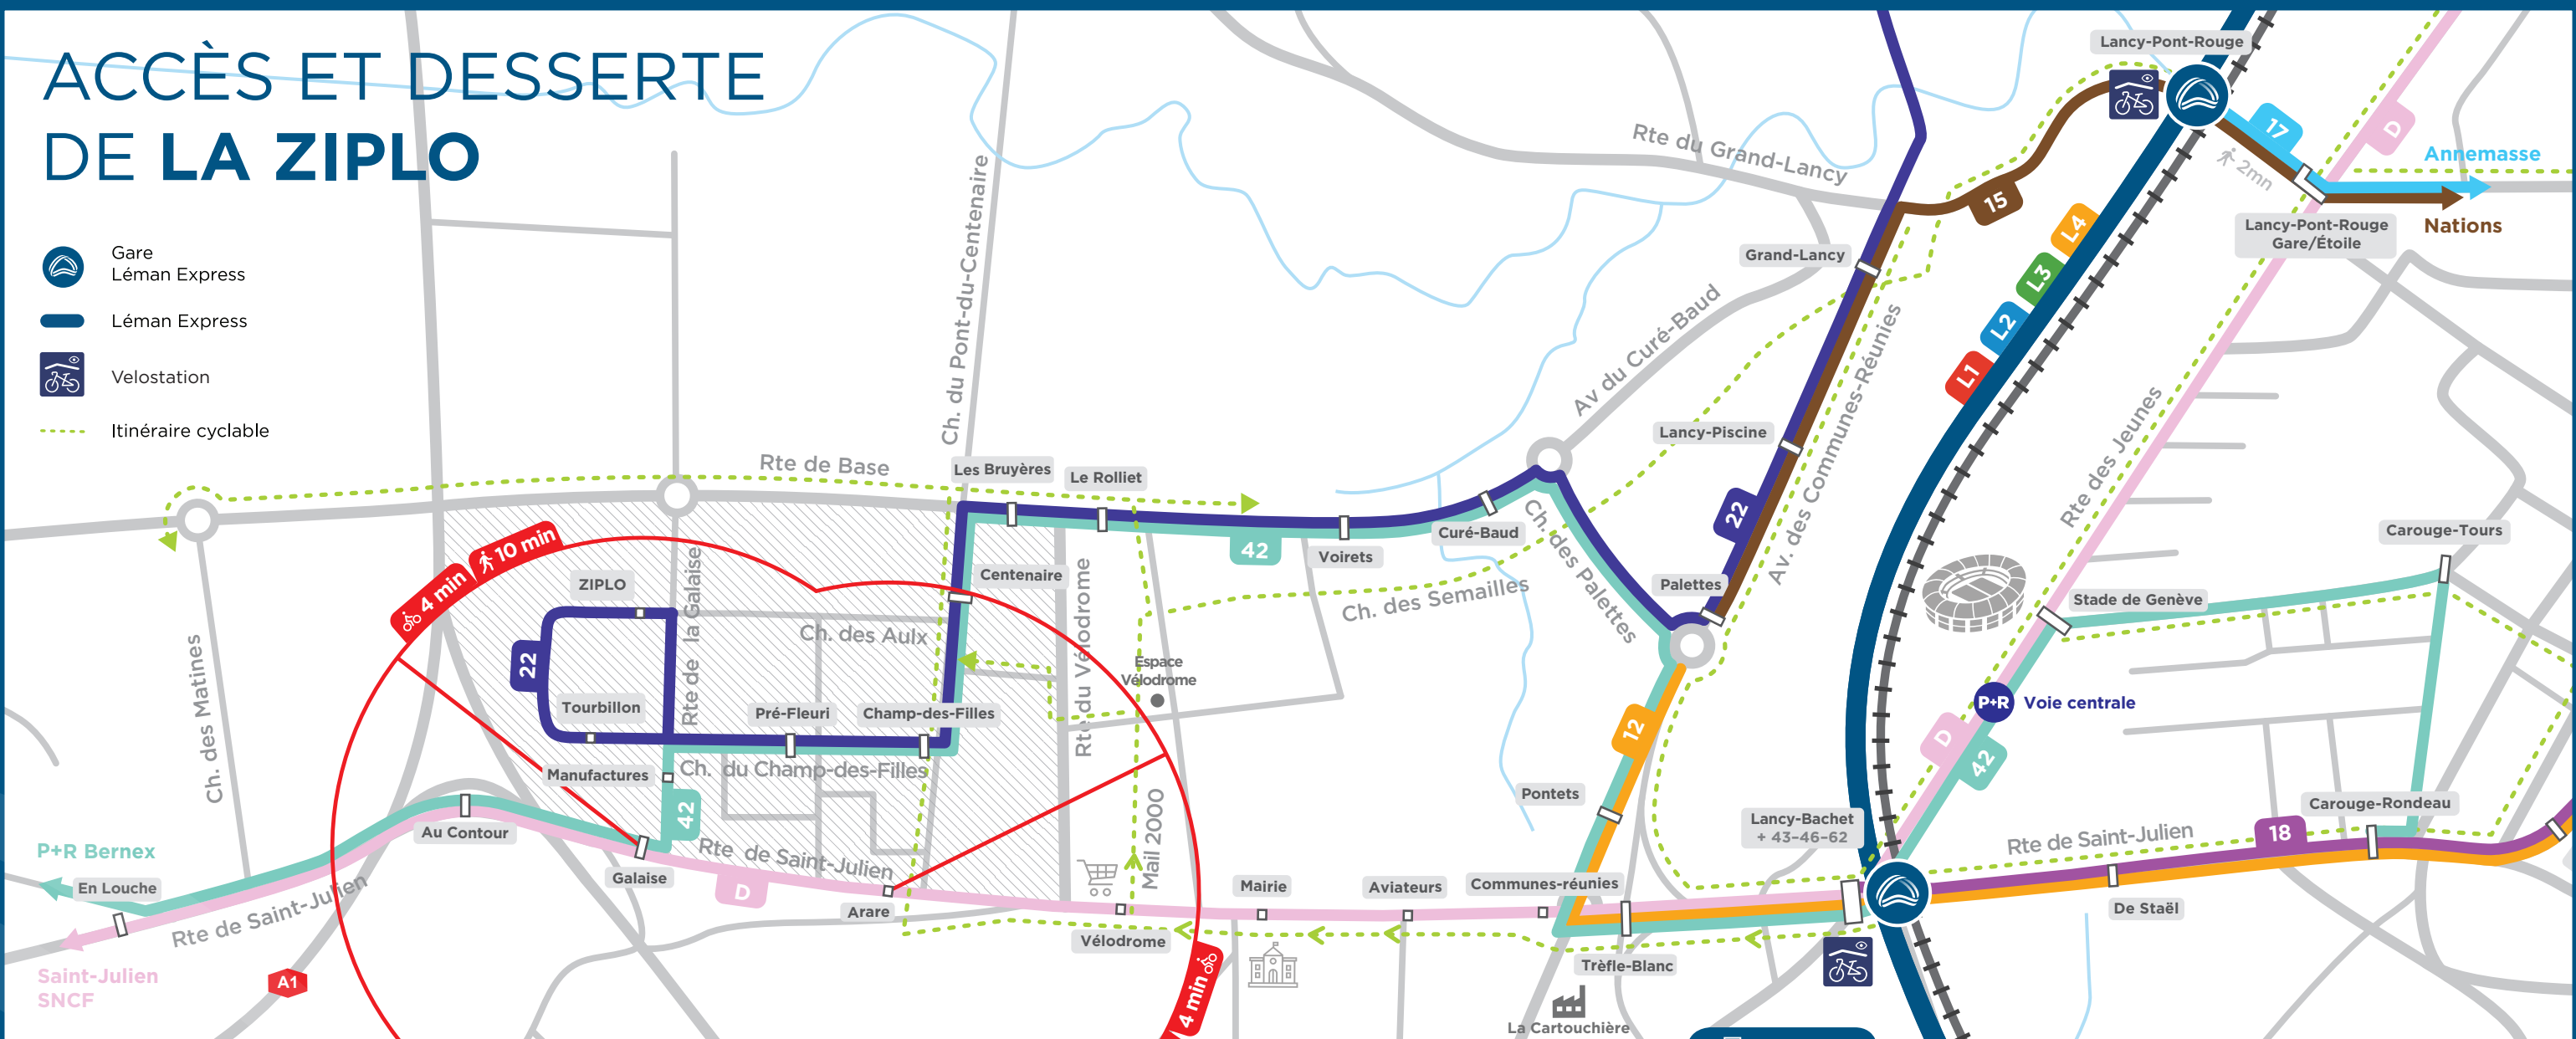 ACCÈS ET DESSERTE
DE LA ZIPLO
Gare
Léman Express
Léman Express
Velostation
Itinéraire cyclable
Lancy-Pont-Rouge
17
D
Annemasse
2mn
Nations
Lancy-Pont-Rouge
Gare/Étoile
15
Rte du Grand-Lancy
Grand-Lancy
L4
L3
L2
L1
Ch. du Pont-du-Centenaire
Av du Curé-Baud
Av. des Communes-Réunies
Rte des Jeunes
Lancy-Piscine
22
Rte de Base
Les Bruyères
Le Rolliet
42
Voirets
Curé-Baud
Ch. des Palettes
Palettes
Ch. des Semailles
Carouge-Tours
Stade de Genève
P+R
Voie centrale
D
42
4 min
10 min
ZIPLO
Rte de la Galaise
Centenaire
Ch. des Aulx
Rte du Vélodrome
Espace
Vélodrome
22
Tourbillon
Pré-Fleuri
Champ-des-Filles
Ch. des Matines
Manufactures
Ch. du Champ-des-Filles
42
12
Pontets
Lancy-Bachet
+ 43-46-62
Carouge-Rondeau
Rte de Saint-Julien
18
De Staël
Au Contour
P+R Bernex
En Louche
Rte de Saint-Julien
Saint-Julien
SNCF
A1
Galaise
Rte de Saint-Julien
D
Arare
Mail 2000
Vélodrome
Mairie
Aviateurs
Communes-réunies
Trèfle-Blanc
La Cartouchière
4 min